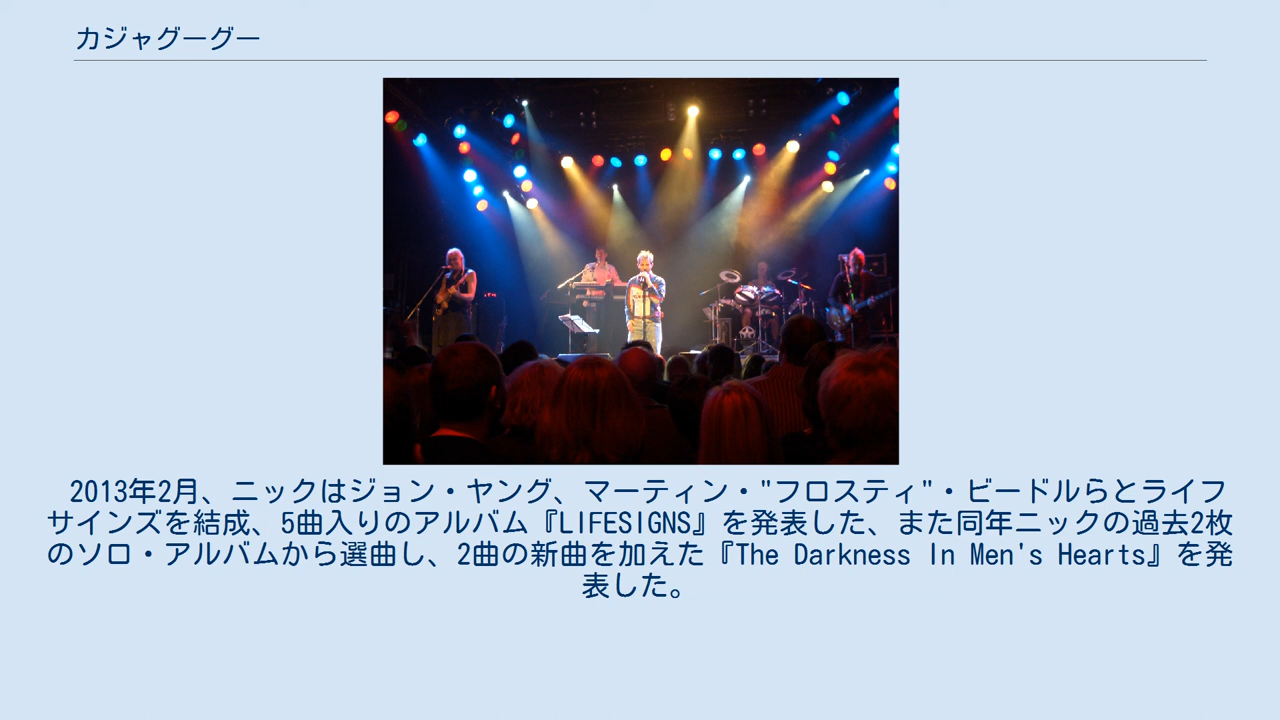 カジャグーグー
2013年2月、ニックはジョン・ヤング、マーティン・"フロスティ"・ビードルらとライフ
サインズを結成、5曲入りのアルバム『LIFESIGNS』を発表した、また同年ニックの過去2枚
のソロ・アルバムから選曲し、2曲の新曲を加えた『The Darkness In Men's Hearts』を発
表した。